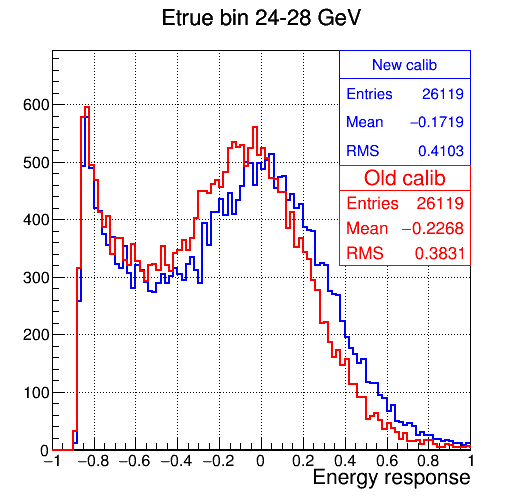 Etrue bin 24-28 GeV
New calib
Entries 26119
Mean −0.1719
RMS 0.4103
Old calib
Entries 26119
Mean −0.2268
RMS 0.3831
600
500
400
300
200
100
0
−1 −0.8 −0.6 −0.4 −0.2 0 0.2 0.4 0.6 0.8 1
Energy response